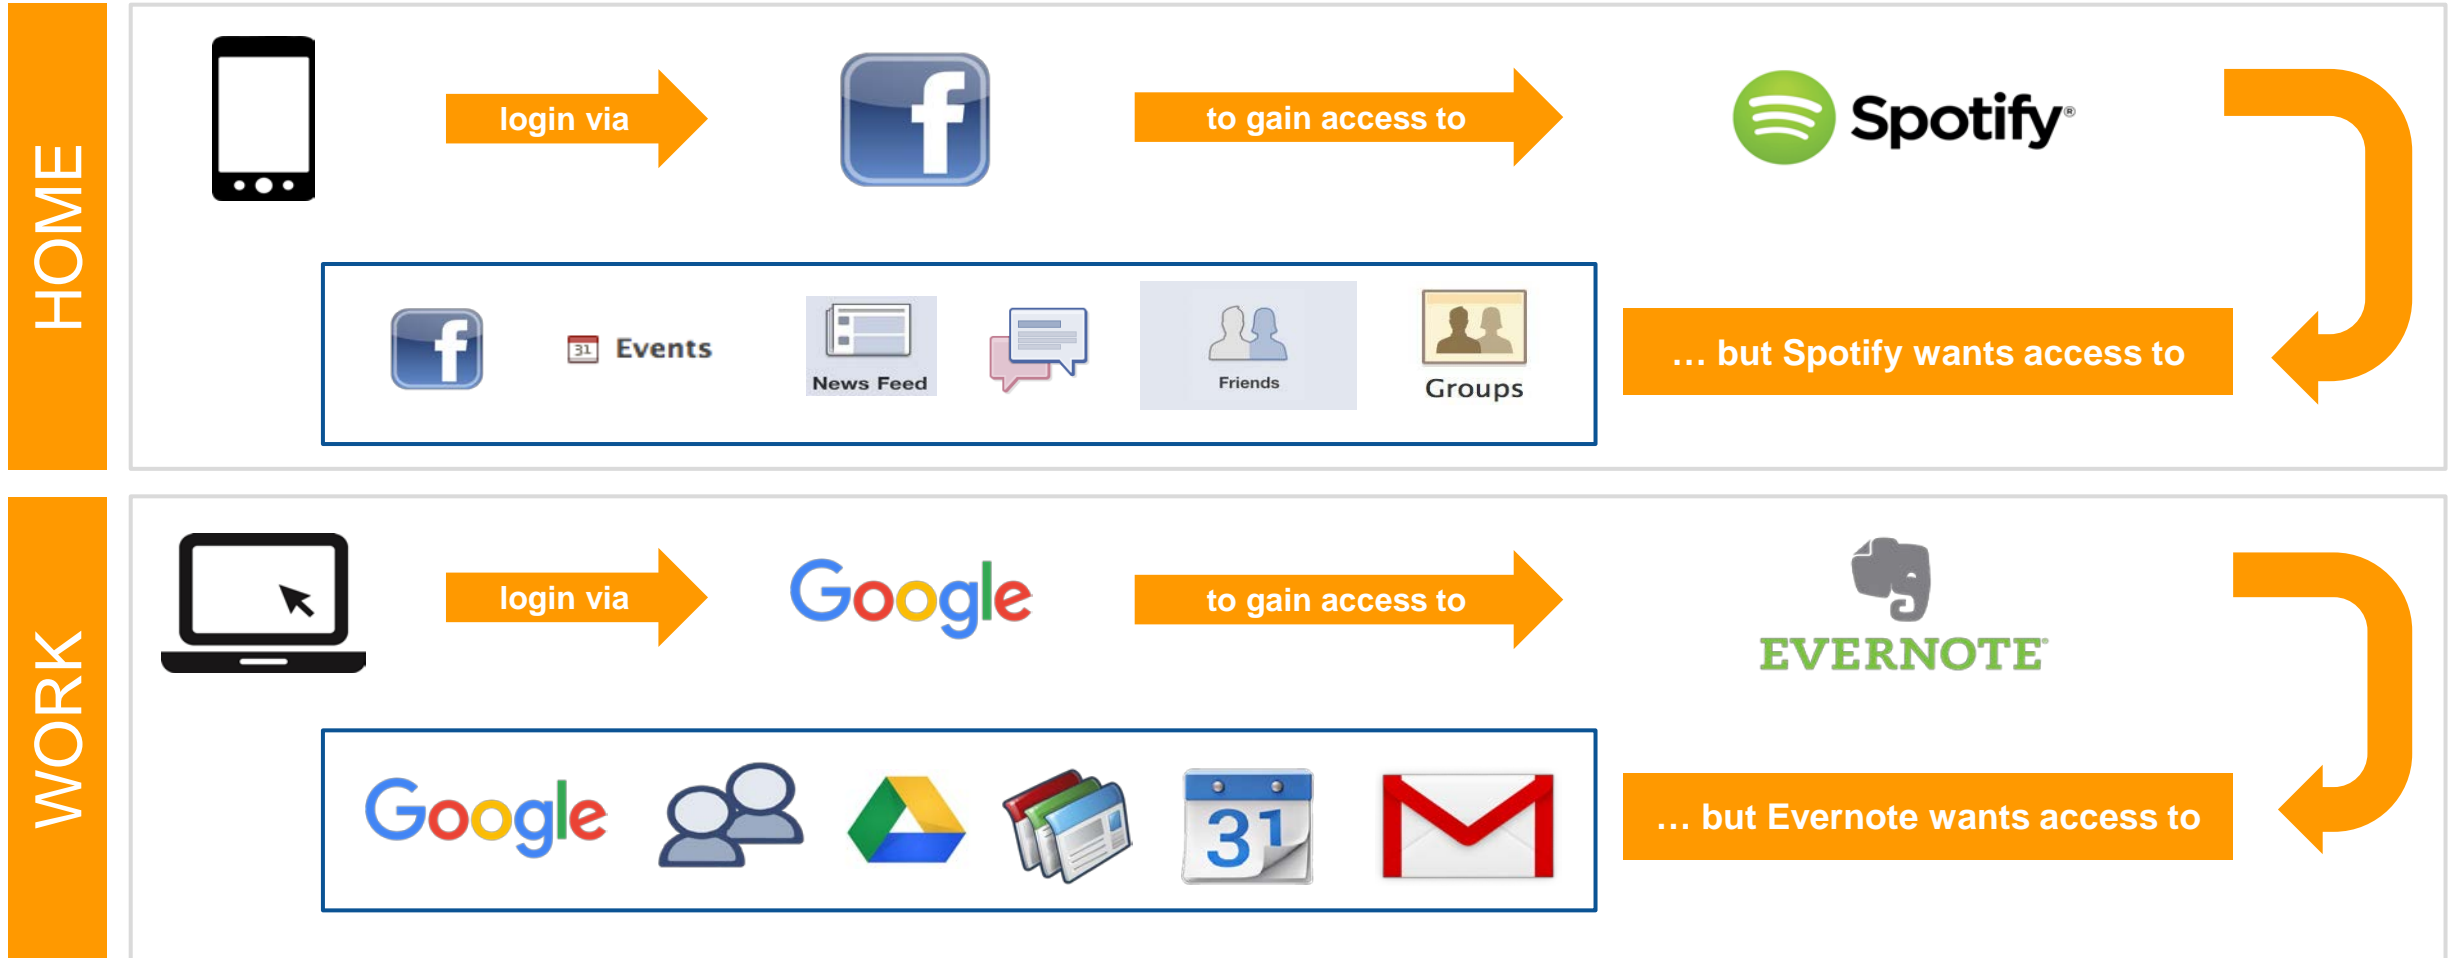 HOME
login via
f
to gain access to
Spotify®
f
31 Events
News Feed
Friends
Groups
... but Spotify wants access to
WORK
login via
Google
to gain access to
EVERNOTE®
Google
31
... but Evernote wants access to